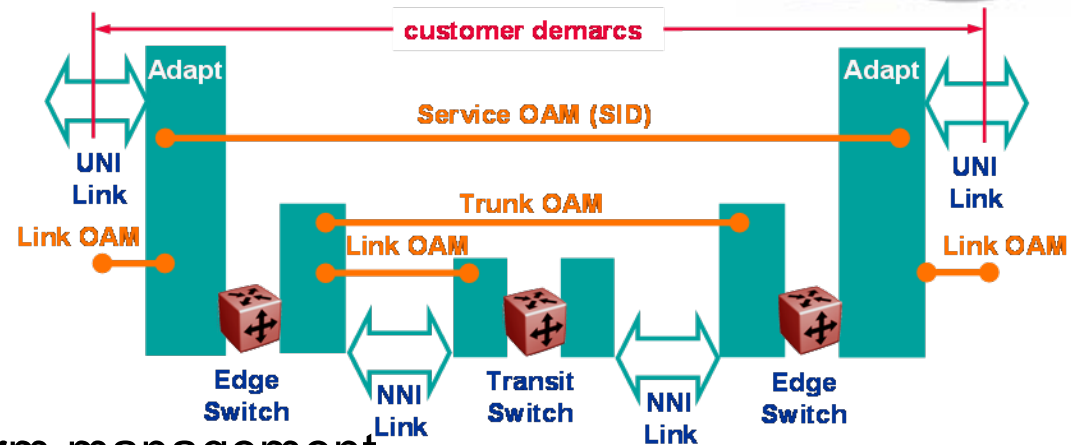 customer demarcs
Adapt
Adapt
Service OAM (SID)
UNI
Link
UNI
Link
Trunk OAM
Link OAM
Link OAM
Link OAM
Edge
Switch
NNI
Link
Transit
Switch
NNI
Link
Edge
Switch
management